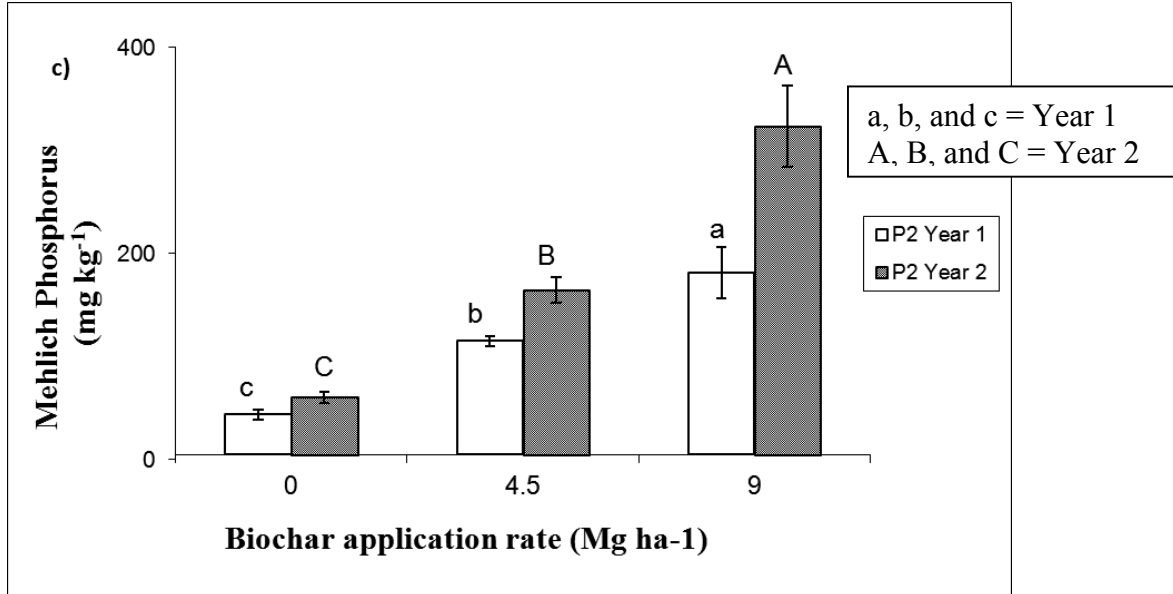 c)
400
200
0
Mehlich Phosphorus
(mg kg-1)
c
C
b
B
a
A
0
4.5
9
Biochar application rate (Mg ha-1)
a, b, and c = Year 1
A, B, and C = Year 2
P2 Year 1
P2 Year 2